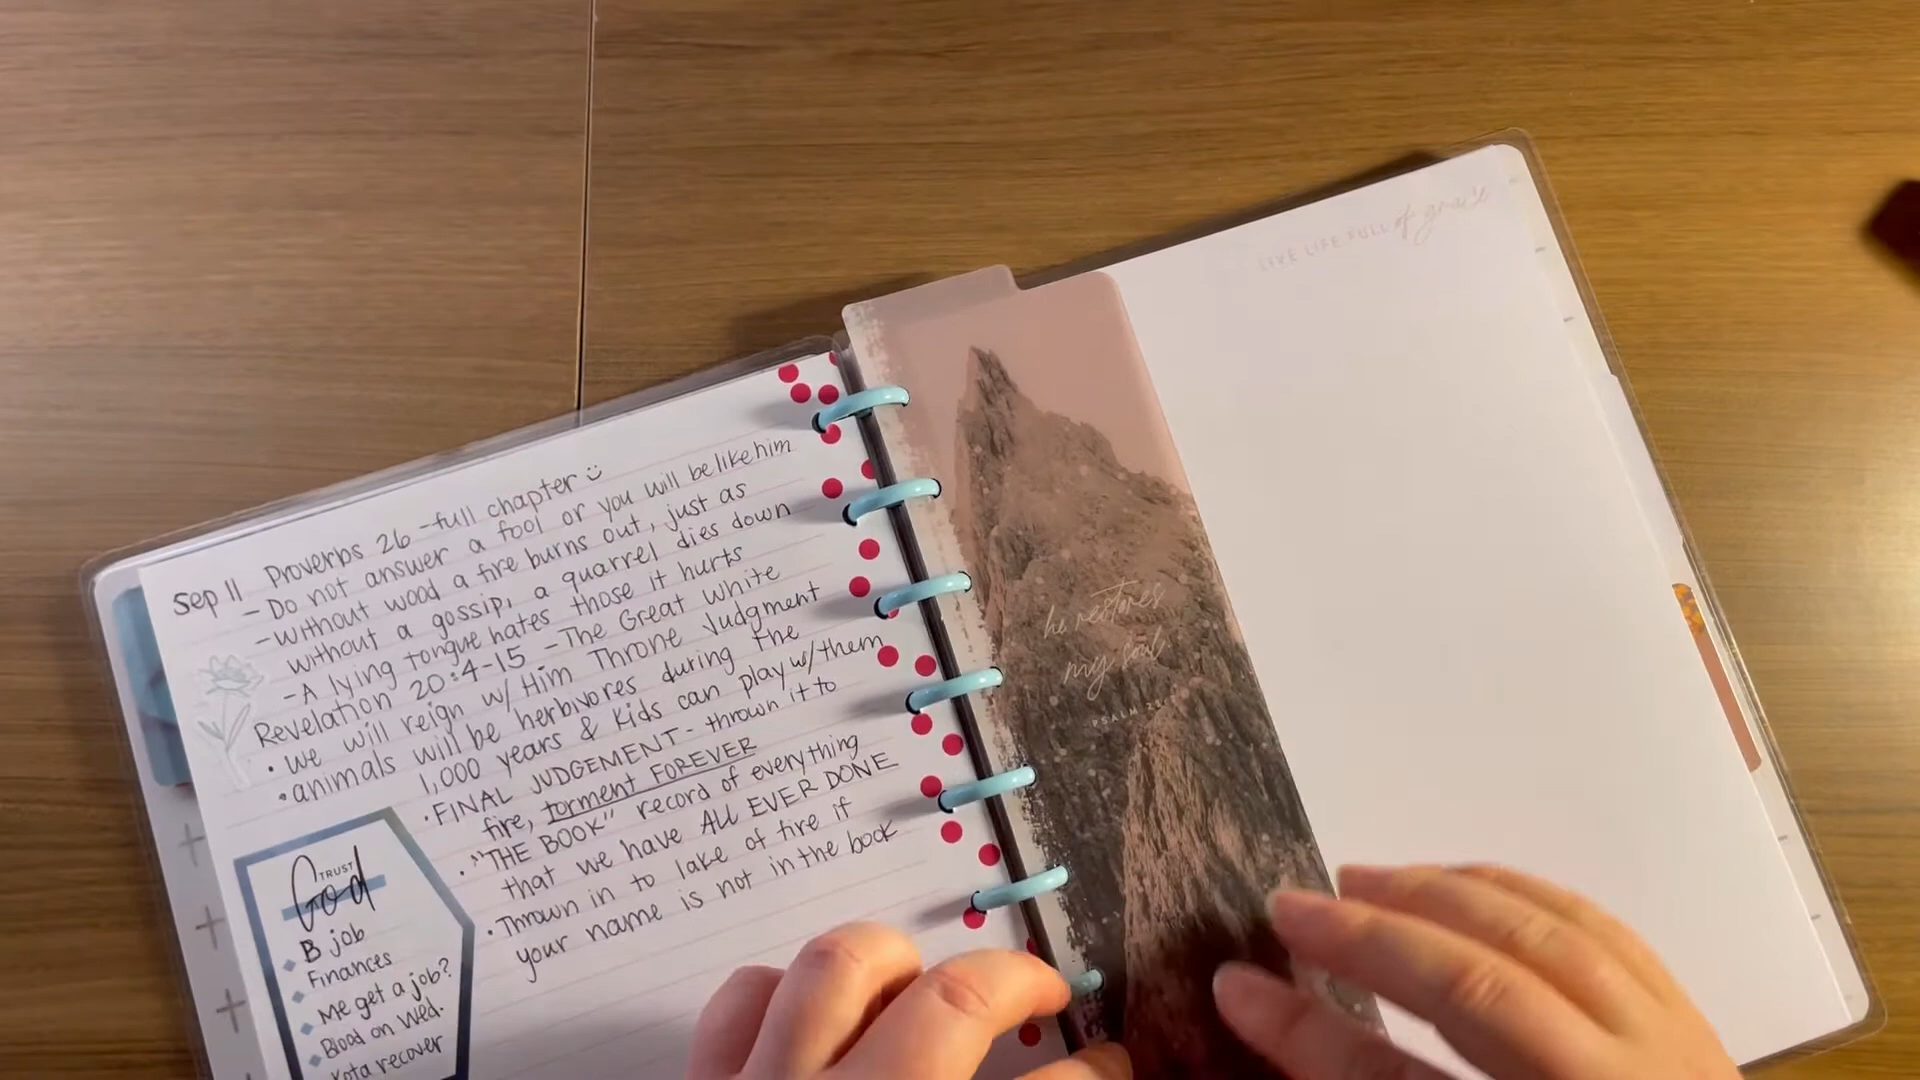 Sep 11 Proverbs 26 - full chapter
- Do not answer a fool or you will be like him
- without wood a fire burns out, just as
without a gossip, a quarrel dies down
- A lying tongue hates those it hurts
Revelation 20:4-15 - The Great White
Throne Judgment
• we will reign w/ Him during the
• animals will be herbivores
1,000 years & kids can play w/ them
• FINAL JUDGEMENT - thrown it to
fire, torment FOREVER
• "THE BOOK" record of everything
that we have ALL EVER DONE
• Thrown in to lake of fire if
your name is not in the book
TRUST
God
B job
Finances
Me get a job?
Blood on Wed.
Kota recover
he restores
my soul
PSALM
LIVE LIFE FULL of grace